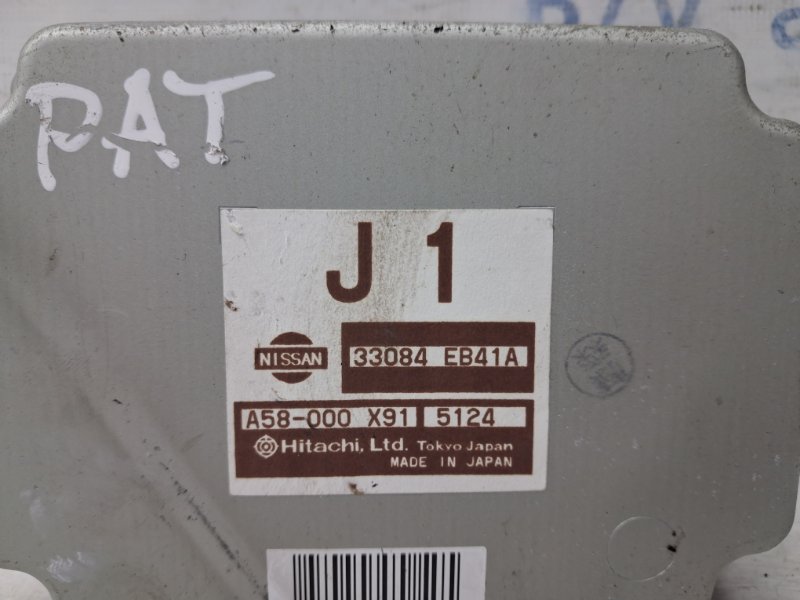 B/V
PAT
J 1
NISSAN
33084 EB41A
A58-000 X91 5124
Hitachi, Ltd. Tokyo Japan
MADE IN JAPAN